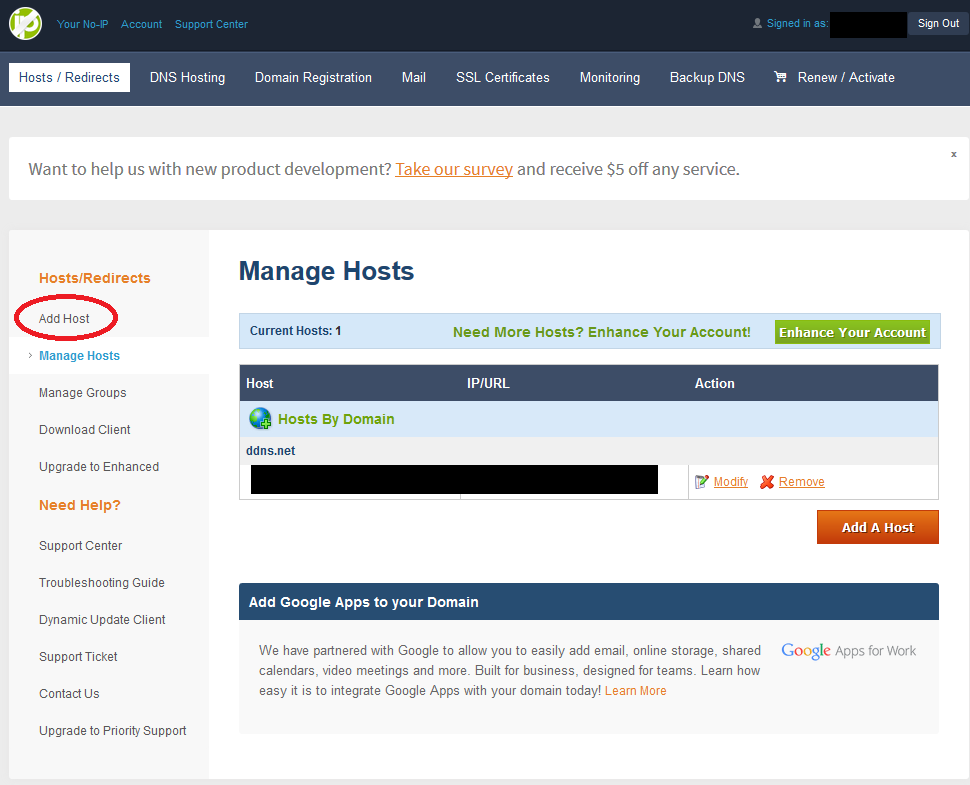 Your No-IP Account Support Center Signed in as: Sign Out
Hosts / Redirects DNS Hosting Domain Registration Mail SSL Certificates Monitoring Backup DNS Renew / Activate
Want to help us with new product development? Take our survey and receive $5 off any service. x
Hosts/Redirects
Add Host
› Manage Hosts
Manage Groups
Download Client
Upgrade to Enhanced
Need Help?
Support Center
Troubleshooting Guide
Dynamic Update Client
Support Ticket
Contact Us
Upgrade to Priority Support
Manage Hosts
Current Hosts: 1 Need More Hosts? Enhance Your Account! Enhance Your Account
Host IP/URL Action
Hosts By Domain
ddns.net
Modify Remove
Add A Host
Add Google Apps to your Domain
We have partnered with Google to allow you to easily add email, online storage, shared
calendars, video meetings and more. Built for business, designed for teams. Learn how
easy it is to integrate Google Apps with your domain today! Learn More
Google Apps for Work